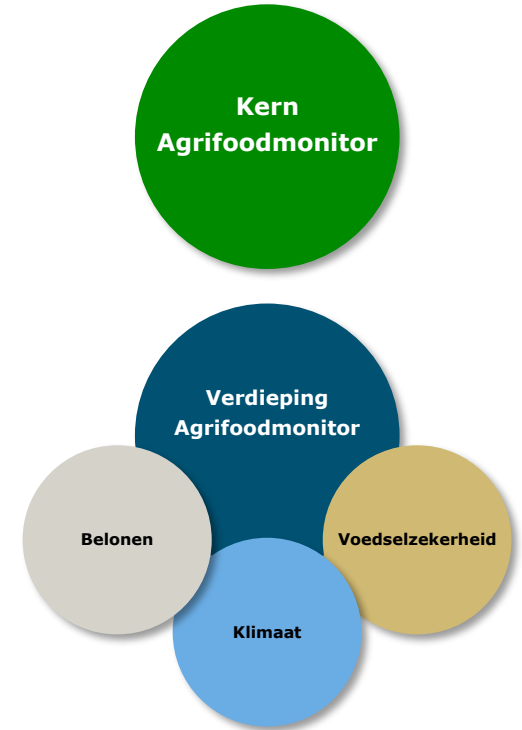 Kern
Agrifoodmonitor
Verdieping
Agrifoodmonitor
Belonen
Voedselzekerheid
Klimaat